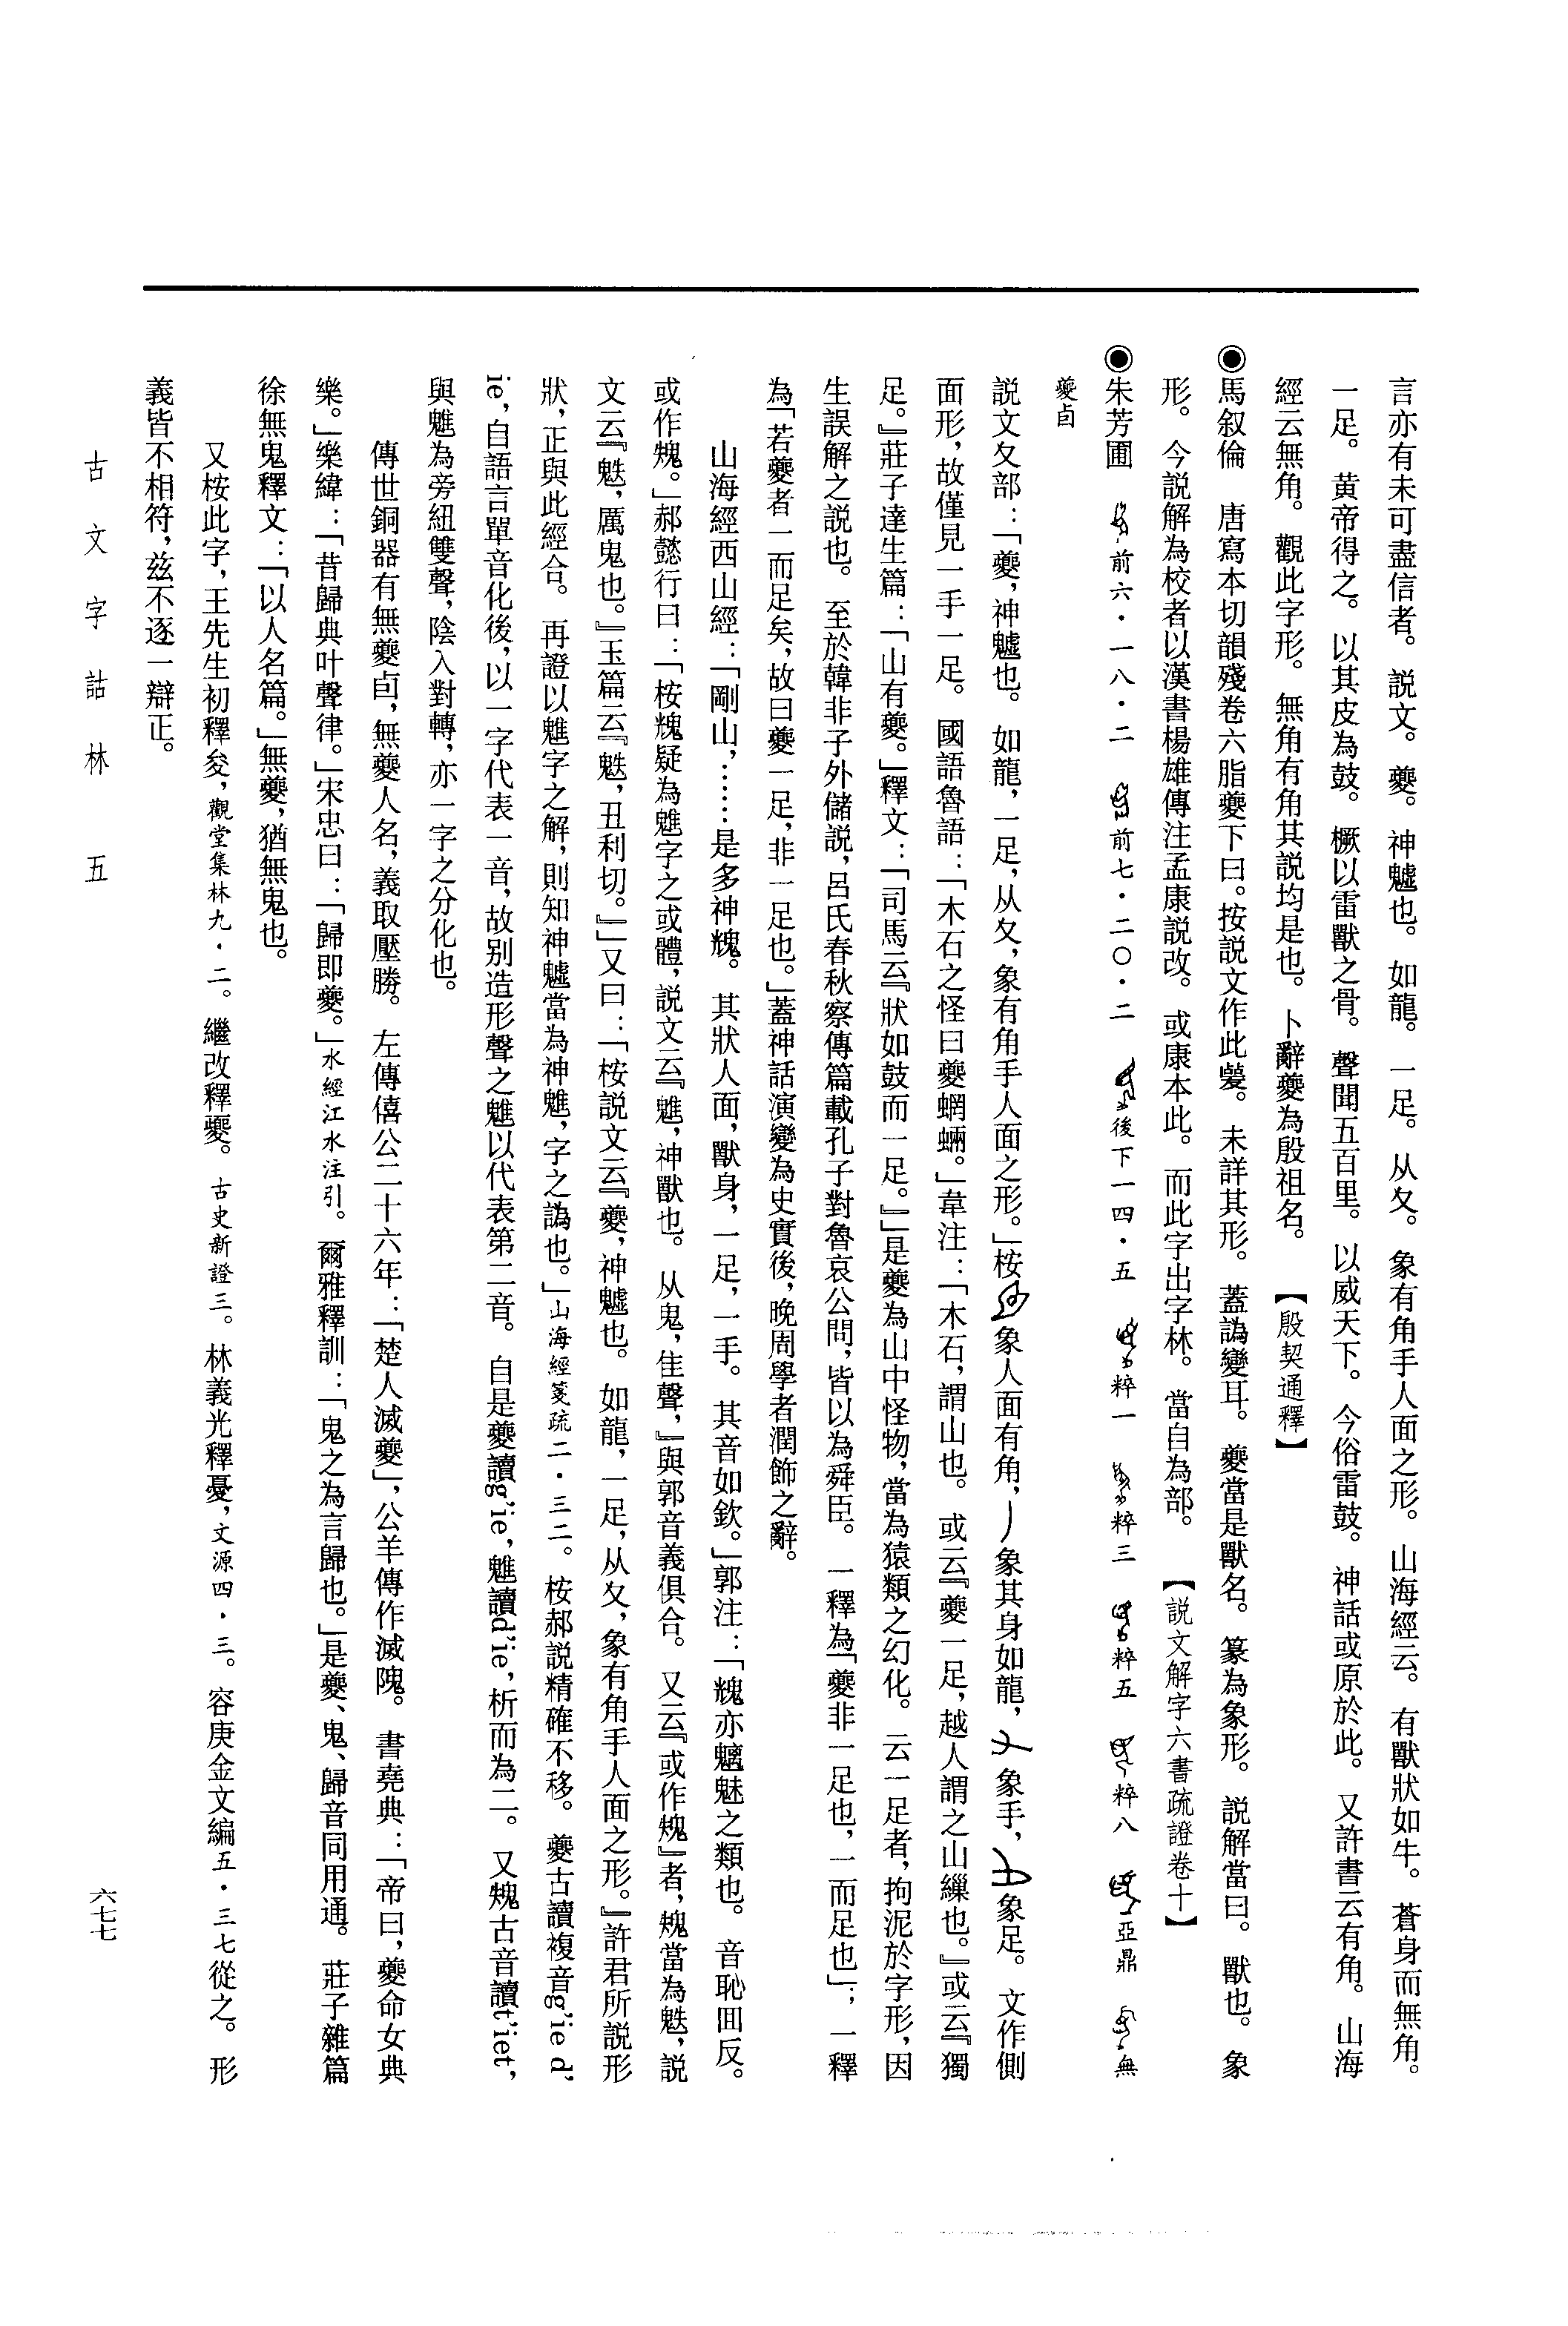 言亦有未可盡信者。説文。夔。神魖也。如龍。一足。从夊。象有角手人面之形。山海經云。有獸狀如牛。蒼身而無角。
一足。黄帝得之。以其皮為鼓。橛以雷獸之骨。聲聞五百里。以威天下。今俗雷鼓。神話或原於此。又許書云有角。山海
經云無角。觀此字形。無角有角其説均是也。卜辭夔為殷祖名。【殷契通釋】
◉馬叙倫　唐寫本切韻殘卷六脂夔下曰。按説文作此。未詳其形。蓋譌變耳。夔當是獸名。篆為象形。説解當曰。獸也。象
形。今説解為校者以漢書楊雄傳注孟康説改。或康本此。而此字出字林。當自為部。【説文解字六書疏證卷十】
◉朱芳圃　前六·一八·二　前七·二〇·二　後下一四·五　粹一　粹三　粹五　粹八　亞鼎　無
夔卣
説文夊部：「夔，神魖也。如龍，一足，从夊，象有角手人面之形。」桉象人面有角，象其身如龍，象手，象足。文作側
面形，故僅見一手一足。國語魯語：「木石之怪曰夔蝄蜽。」韋注：「木石，謂山也。或云『夔一足，越人謂之山繅也。』或云『獨
足。』莊子達生篇：「山有夔。」釋文：「司馬云『狀如鼓而一足。』」是夔為山中怪物，當為猿類之幻化。云一足者，拘泥於字形，因
生誤解之説也。至於韓非子外儲説，呂氏春秋察傳篇載孔子對魯哀公問，皆以為舜臣。一釋為「夔非一足也，一而足也」；一釋
為「若夔者一而足矣，故曰夔一足，非一足也。」蓋神話演變為史實後，晚周學者潤飾之辭。
山海經西山經：「剛山，……是多神䰠。其狀人面，獸身，一足，一手。其音如欽。」郭注：「䰠亦魑魅之類也。音恥回反。
或作䰠。」郝懿行曰：「桉䰠疑為魋字之或體，説文云『魋，神獸也。从鬼，隹聲，』與郭音義俱合。又云『或作䰠』者，䰠當為魅，説
文云『魅，厲鬼也。』玉篇云『魅，丑利切。』」又曰：「桉説文云『夔，神魖也。如龍，一足，从夊，象有角手人面之形。』許君所説形
狀，正與此經合。再證以魋字之解，則知神魖當為神魋，字之譌也。」山海經箋疏二·三二。桉郝説精確不移。夔古讀複音g'ie d'
ie，自語言單音化後，以一字代表一音，故别造形聲之魋以代表第二音。自是夔讀g'ie，魋讀d'ie，析而為二。又䰠古音讀t'iet，
與魋為旁紐雙聲，陰入對轉，亦一字之分化也。
傳世銅器有無夔卣，無夔人名，義取壓勝。左傳僖公二十六年：「楚人滅夔」，公羊傳作滅隗。書堯典：「帝曰，夔命女典
樂。」樂緯：「昔歸典叶聲律。」宋忠曰：「歸即夔。」水經江水注引。爾雅釋訓：「鬼之為言歸也。」是夔、鬼、歸音同用通。莊子雜篇
徐無鬼釋文：「以人名篇。」無夔，猶無鬼也。
又桉此字，王先生初釋夋，觀堂集林九·二。繼改釋夒。古史新證三。林義光釋憂，文源四·三。容庚金文編五·三七從之。形
義皆不相符，兹不逐一辯正。
古文字詁林　五
六七七